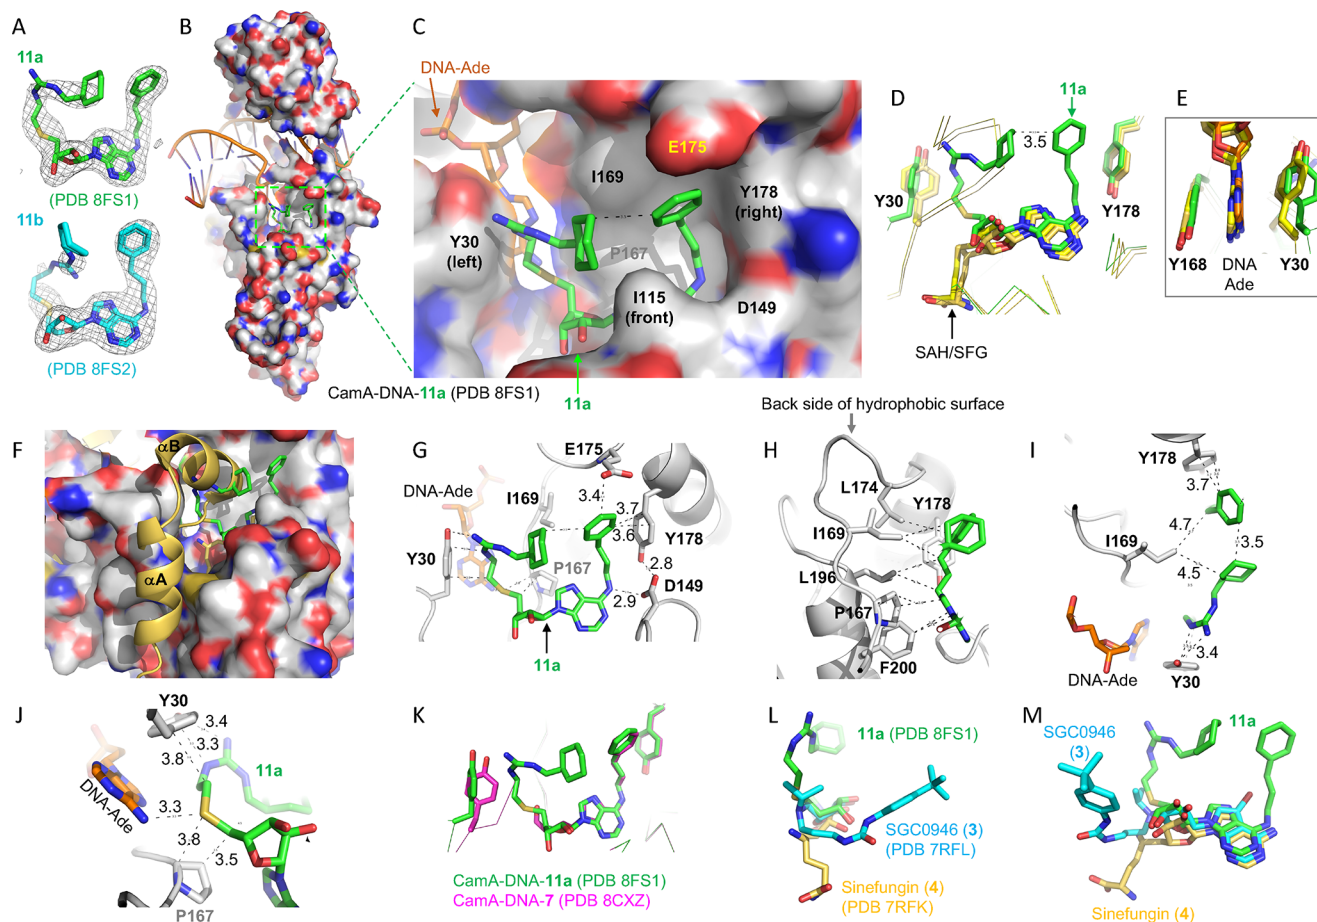 A
11a
(PDB 8FS1)
11b
(PDB 8FS2)
B
C
DNA-Ade
E175
I169
Y178
(right)
Y30
(left)
P167
I115
(front)
D149
CamA-DNA-11a (PDB 8FS1)
11a
D
11a
3.5
Y30
Y178
SAH/SFG
E
Y168
DNA
Ade
Y30
F
αB
αA
G
E175
DNA-Ade
I169
3.4
3.7
3.6
Y178
Y30
P167
2.8
D149
2.9
11a
Back side of hydrophobic surface
H
L174
Y178
I169
L196
P167
F200
I
Y178
3.7
4.7
I169
3.5
4.5
3.4
DNA-Ade
Y30
J
Y30
3.4
3.3
3.8
11a
DNA-Ade
3.3
3.8
3.5
P167
K
CamA-DNA-11a (PDB 8FS1)
CamA-DNA-7 (PDB 8CXZ)
L
11a (PDB 8FS1)
SGC0946 (3)
(PDB 7RFL)
Sinefungin (4)
(PDB 7RFK)
M
11a
SGC0946
(3)
Sinefungin (4)